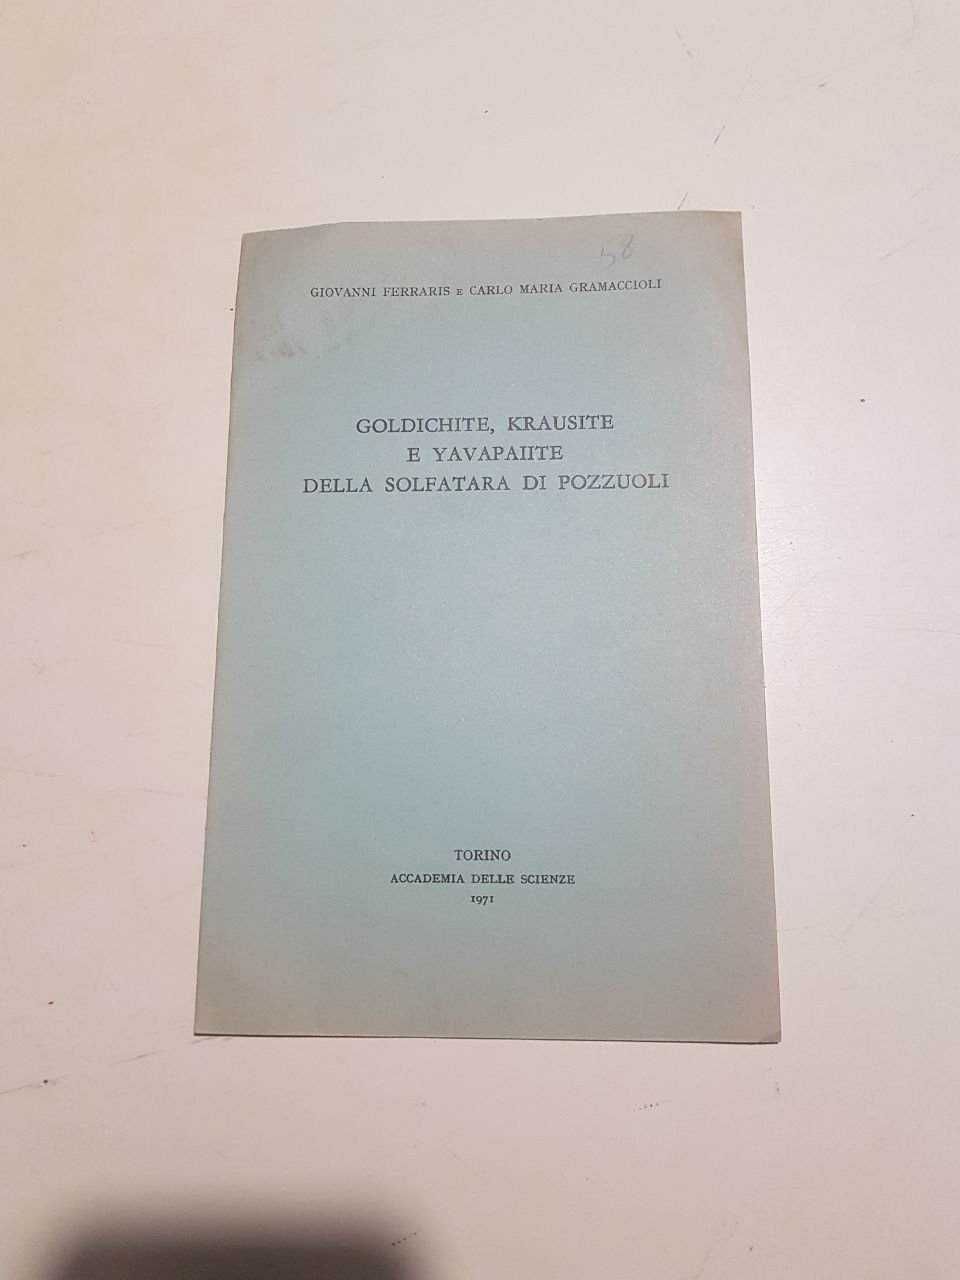 58
GIOVANNI FERRARIS E CARLO MARIA GRAMACCIOLI
GOLDICHITE, KRAUSITE
E YAVAPAIITE
DELLA SOLFATARA DI POZZUOLI
TORINO
ACCADEMIA DELLE SCIENZE
1971